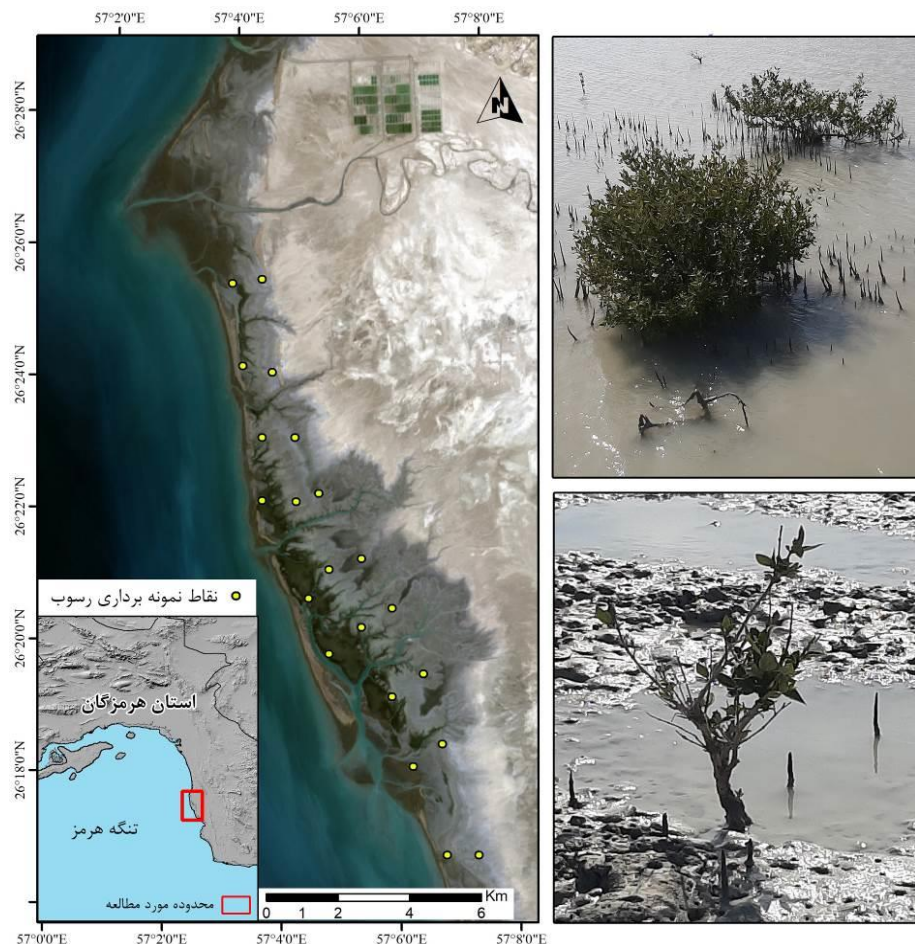 57°2'0"E 57°4'0"E 57°6'0"E 57°8'0"E
26°28'0"N
26°26'0"N
26°24'0"N
26°22'0"N
26°20'0"N
26°18'0"N
N
نقاط نمونه برداری رسوب
استان هرمزگان
تنگه هرمز
محدوده مورد مطالعه
Km
0 1 2 4 6
57°0'0"E 57°2'0"E 57°4'0"E 57°6'0"E 57°8'0"E